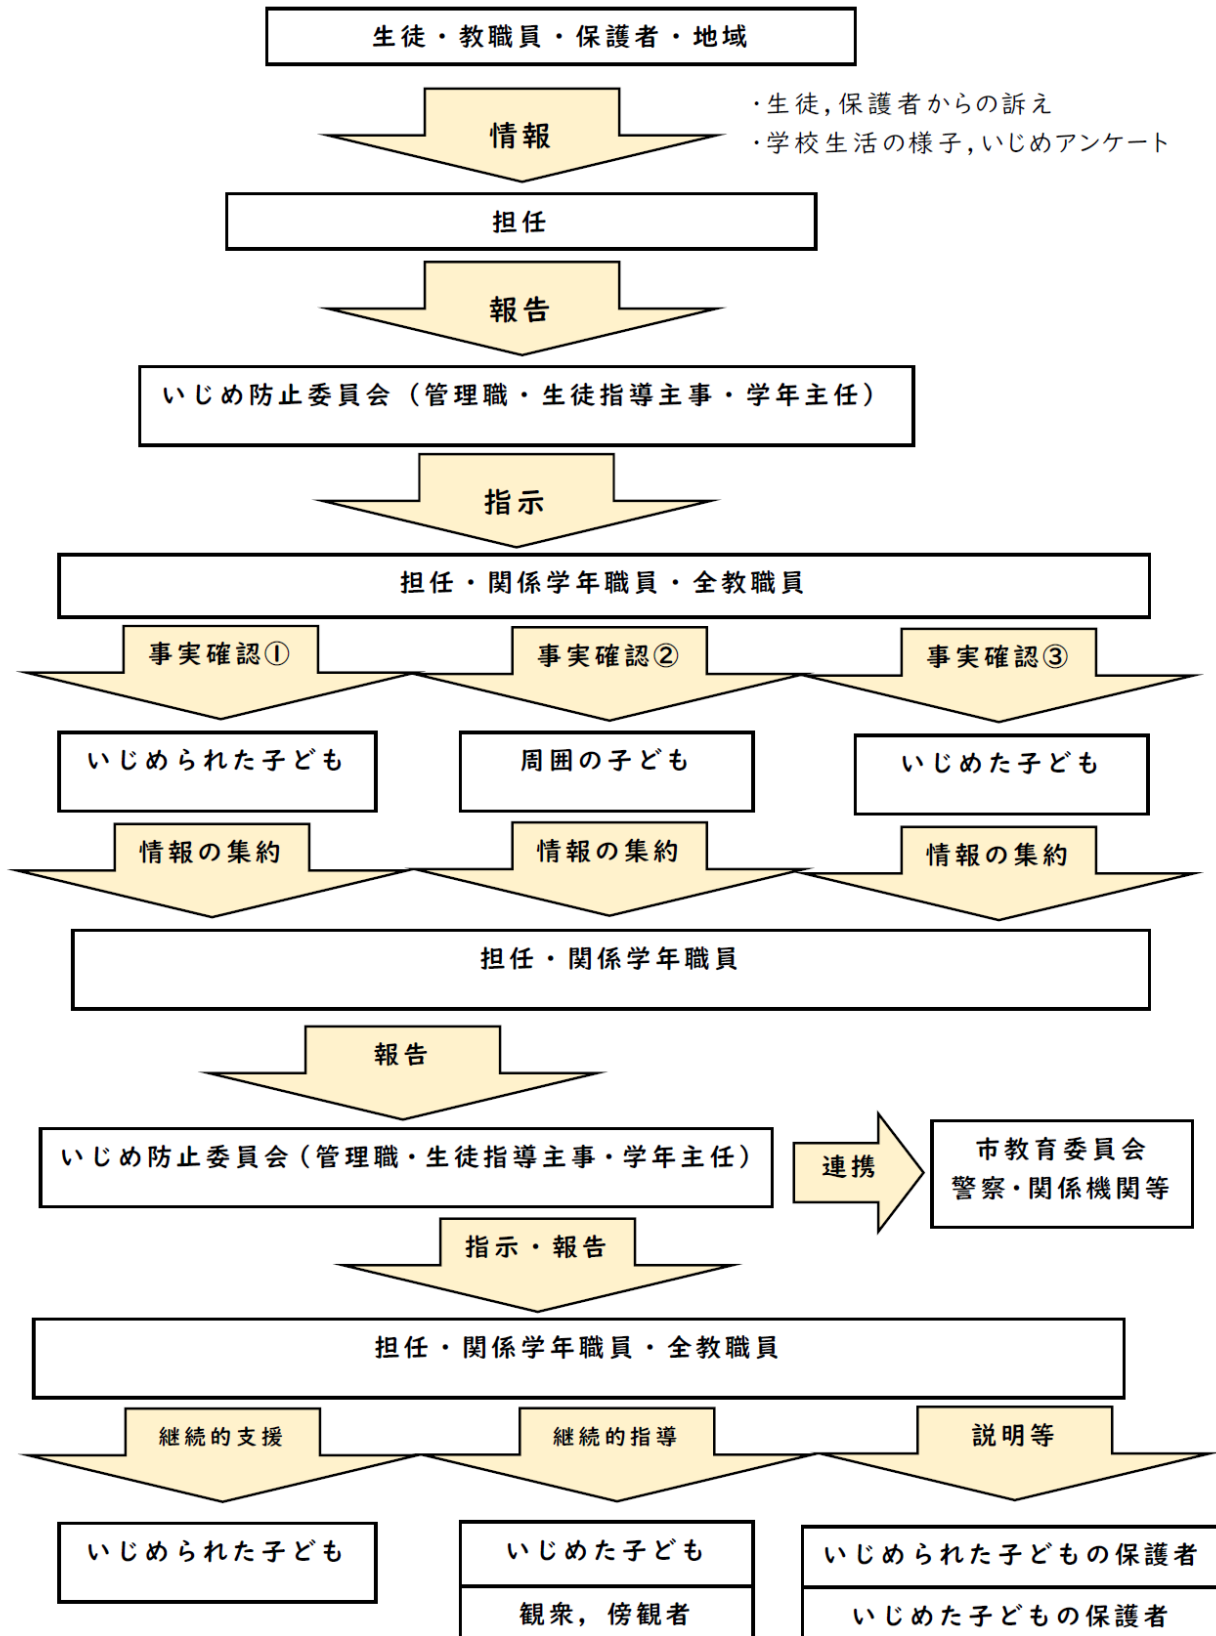 生徒・教職員・保護者・地域
情報
・生徒,保護者からの訴え
・学校生活の様子,いじめアンケート
担任
報告
いじめ防止委員会（管理職・生徒指導主事・学年主任）
指示
担任・関係学年職員・全教職員
事実確認①
事実確認②
事実確認③
いじめられた子ども
周囲の子ども
いじめた子ども
情報の集約
情報の集約
情報の集約
担任・関係学年職員
報告
いじめ防止委員会（管理職・生徒指導主事・学年主任）
連携
市教育委員会
警察・関係機関等
指示・報告
担任・関係学年職員・全教職員
継続的支援
継続的指導
説明等
いじめられた子ども
いじめた子ども
観衆，傍観者
いじめられた子どもの保護者
いじめた子どもの保護者